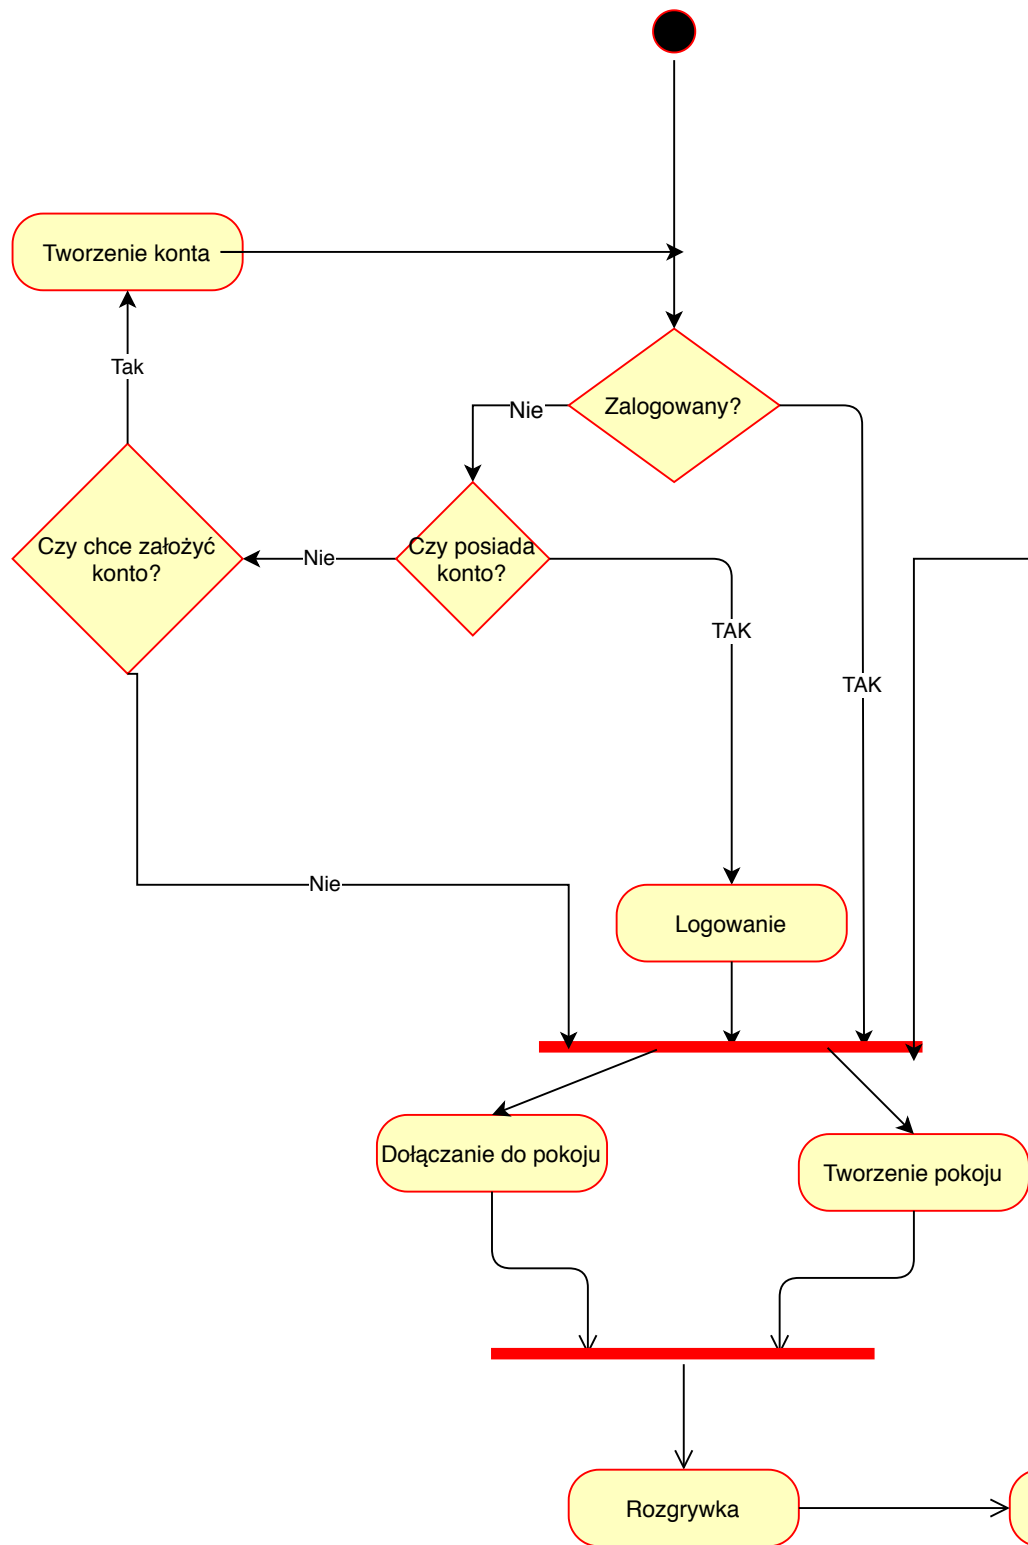 Tworzenie konta
Tak
Zalogowany?
Nie
Czy chce założyć
konto?
Nie
Czy posiada
konto?
TAK
TAK
Nie
Logowanie
Dołączanie do pokoju
Tworzenie pokoju
Rozgrywka